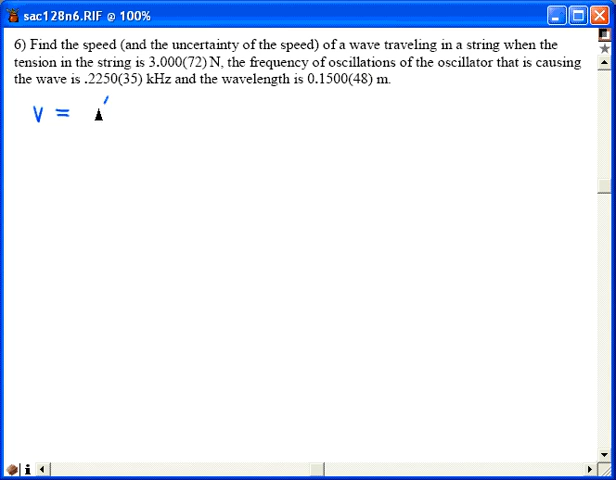 sac128n6.RIF @ 100%
6) Find the speed (and the uncertainty of the speed) of a wave traveling in a string when the
tension in the string is 3.000(72) N, the frequency of oscillations of the oscillator that is causing
the wave is .2250(35) kHz and the wavelength is 0.1500(48) m.
v =